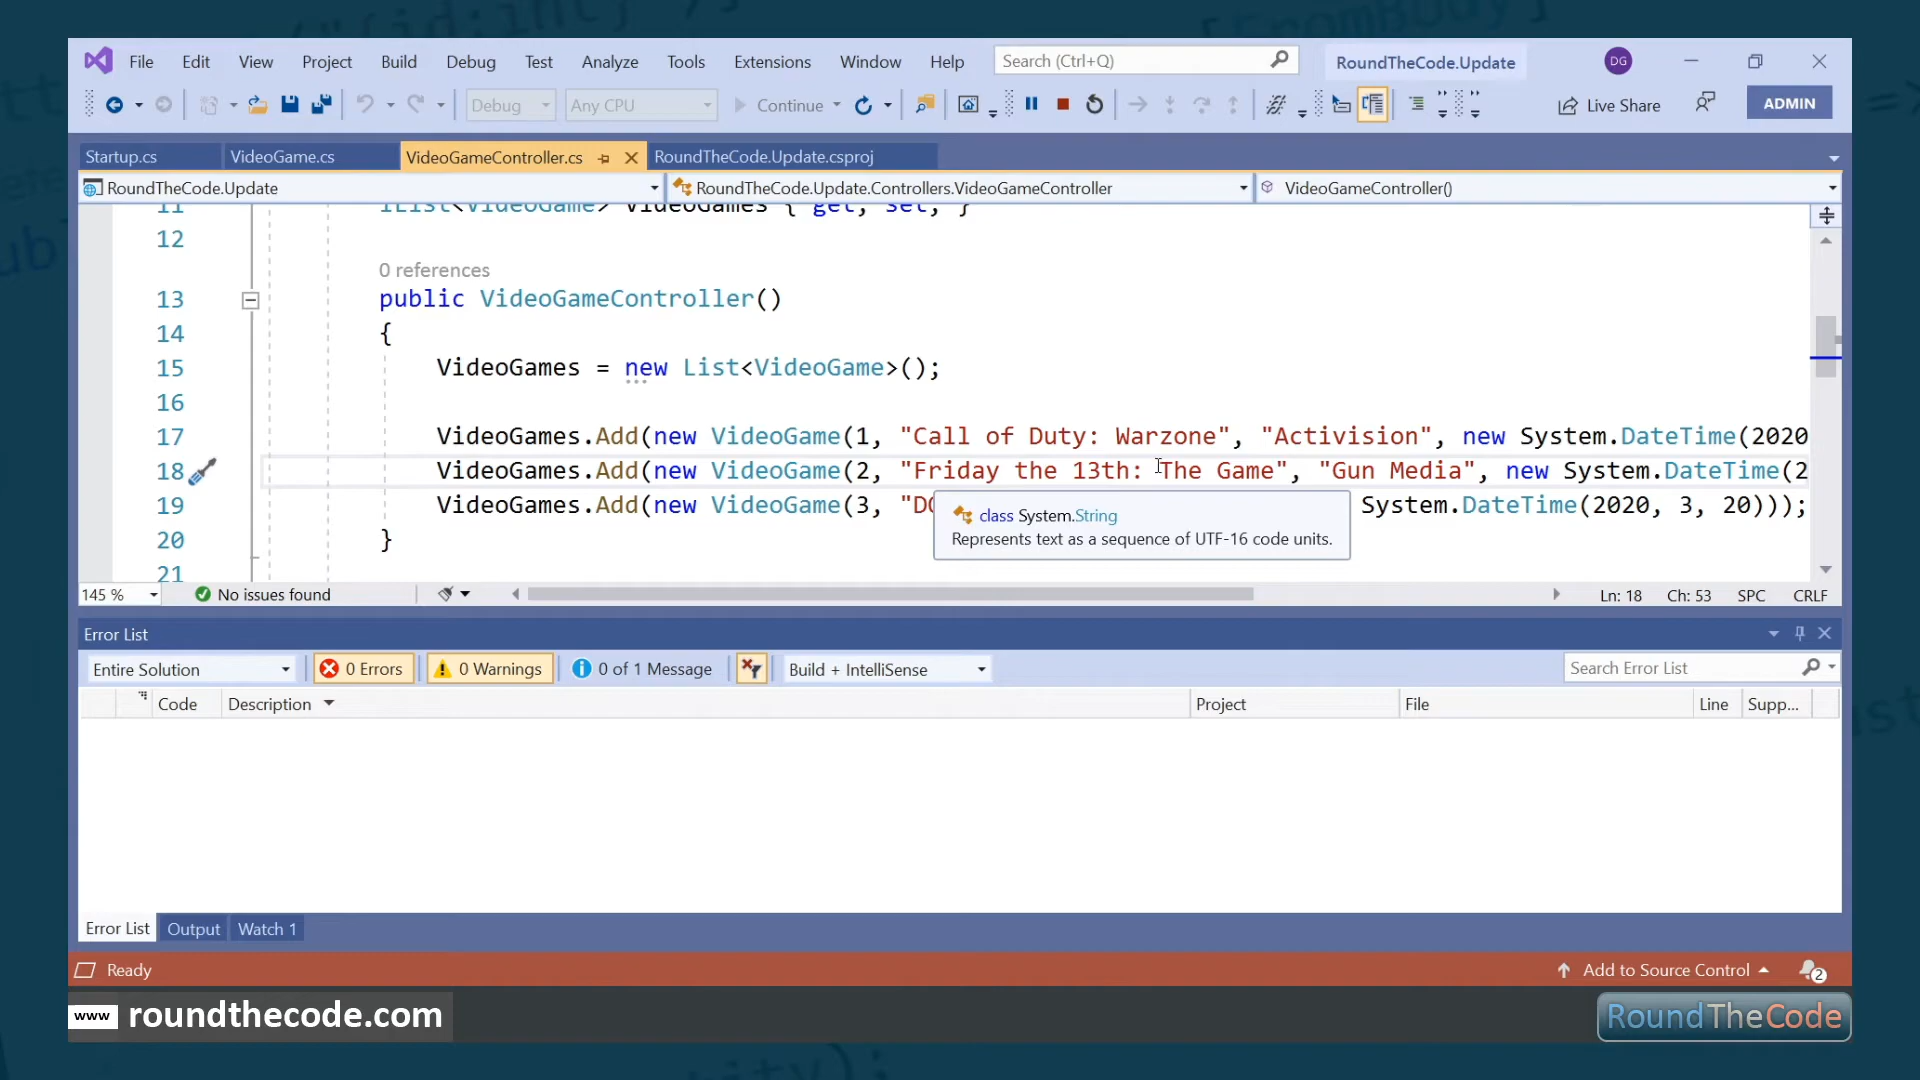 File Edit View Project Build Debug Test Analyze Tools Extensions Window Help Search (Ctrl+Q) RoundTheCode.Update DG
Debug Any CPU Continue Live Share ADMIN
Startup.cs VideoGame.cs VideoGameController.cs RoundTheCode.Update.csproj
RoundTheCode.Update RoundTheCode.Update.Controllers.VideoGameController VideoGameController()
11 IList<VideoGame> VideoGames { get; set; }
12
0 references
13 public VideoGameController()
14 {
15 VideoGames = new List<VideoGame>();
16
17 VideoGames.Add(new VideoGame(1, "Call of Duty: Warzone", "Activision", new System.DateTime(2020
18 VideoGames.Add(new VideoGame(2, "Friday the 13th: The Game", "Gun Media", new System.DateTime(2
19 VideoGames.Add(new VideoGame(3, "DO System.DateTime(2020, 3, 20)));
class System.String
Represents text as a sequence of UTF-16 code units.
20 }
21
145 % No issues found Ln: 18 Ch: 53 SPC CRLF
Error List
Entire Solution 0 Errors 0 Warnings 0 of 1 Message Build + IntelliSense Search Error List
Code Description Project File Line Supp...
Error List Output Watch 1
Ready Add to Source Control 2
www roundthecode.com RoundTheCode